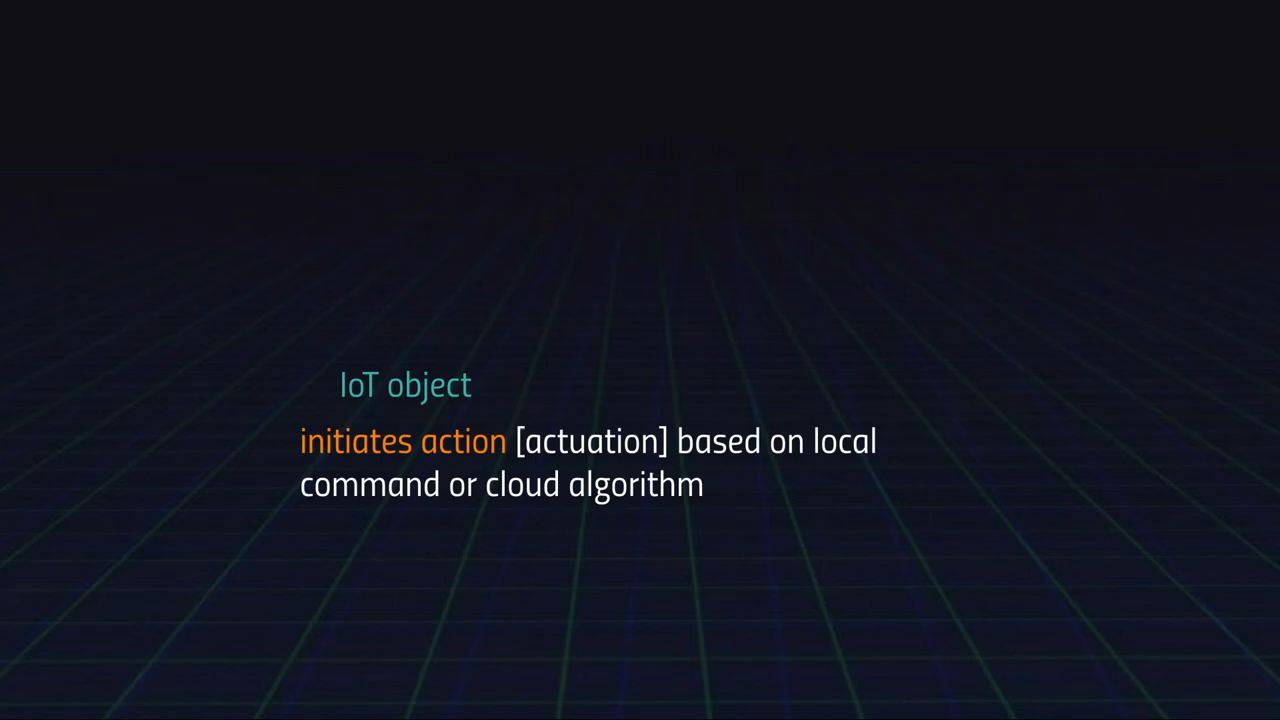 IoT object
initiates action [actuation] based on local
command or cloud algorithm